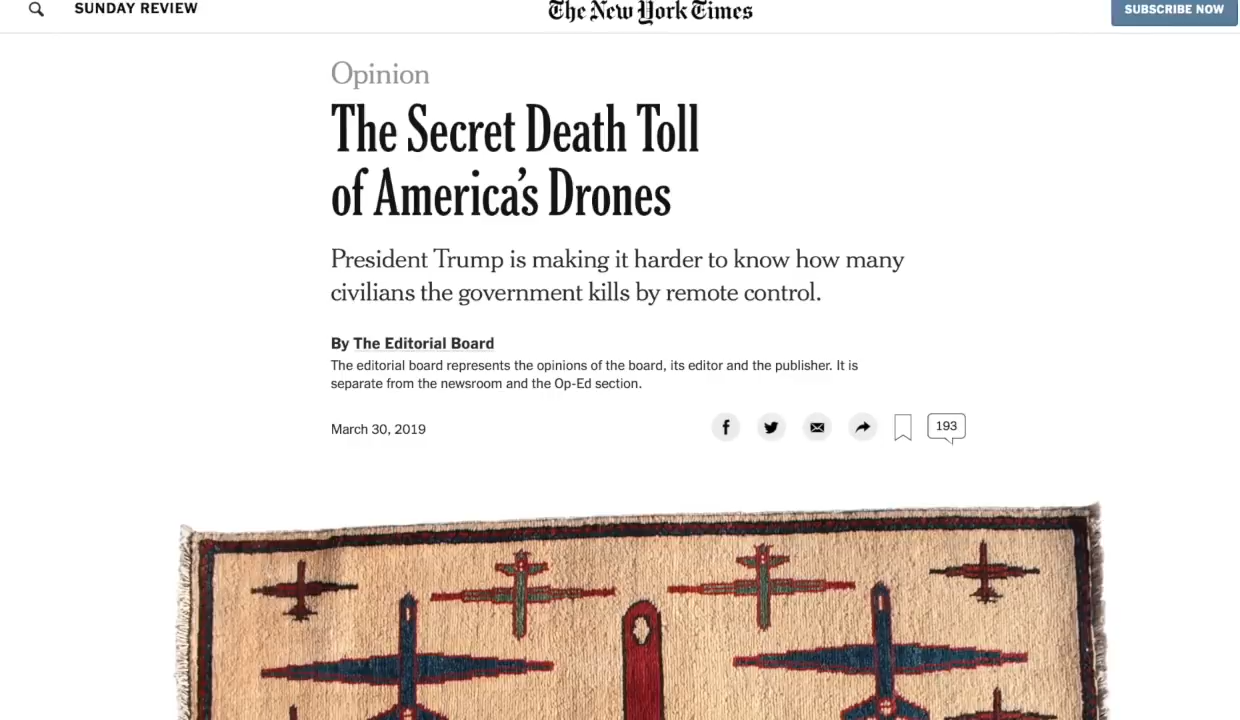 SUNDAY REVIEW
The New York Times
SUBSCRIBE NOW
Opinion
The Secret Death Toll
of America's Drones
President Trump is making it harder to know how many
civilians the government kills by remote control.
By The Editorial Board
The editorial board represents the opinions of the board, its editor and the publisher. It is
separate from the newsroom and the Op-Ed section.
March 30, 2019
193